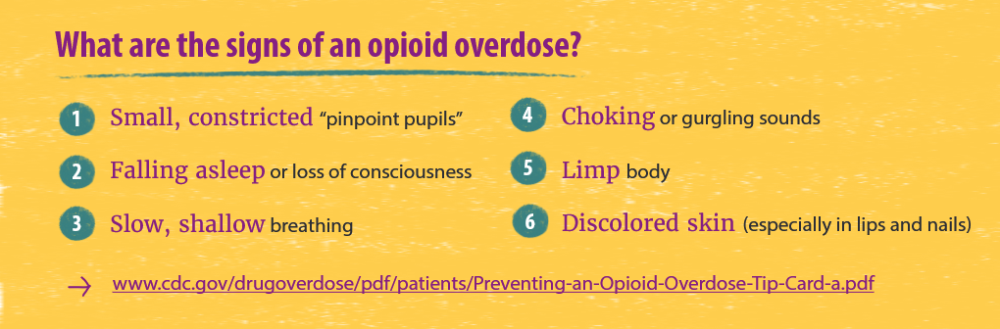 What are the signs of an opioid overdose?
1 Small, constricted “pinpoint pupils”
2 Falling asleep or loss of consciousness
3 Slow, shallow breathing
4 Choking or gurgling sounds
5 Limp body
6 Discolored skin (especially in lips and nails)
→ www.cdc.gov/drugoverdose/pdf/patients/Preventing-an-Opioid-Overdose-Tip-Card-a.pdf